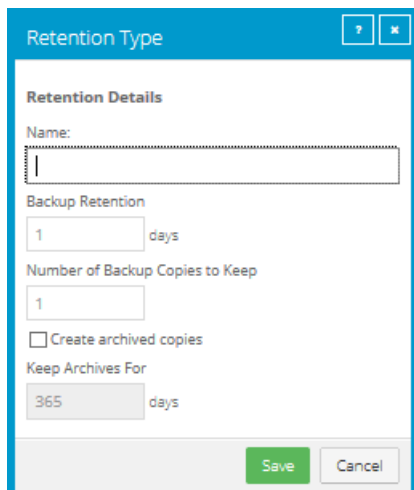 Retention Type
? ×
Retention Details
Name:
Backup Retention
1 days
Number of Backup Copies to Keep
1
Create archived copies
Keep Archives For
365 days
Save Cancel